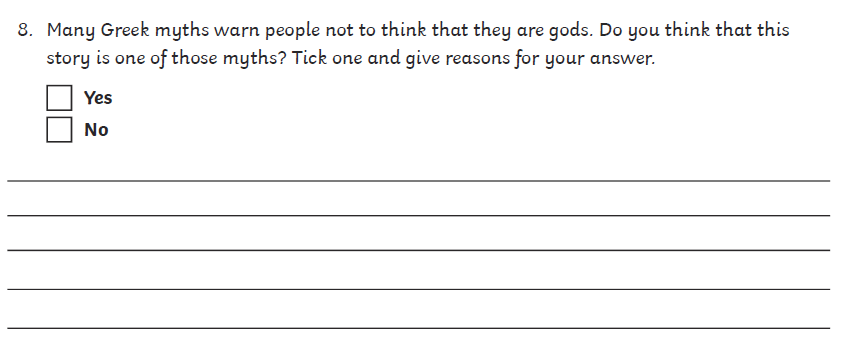 8. Many Greek myths warn people not to think that they are gods. Do you think that this
story is one of those myths? Tick one and give reasons for your answer.
Yes
No